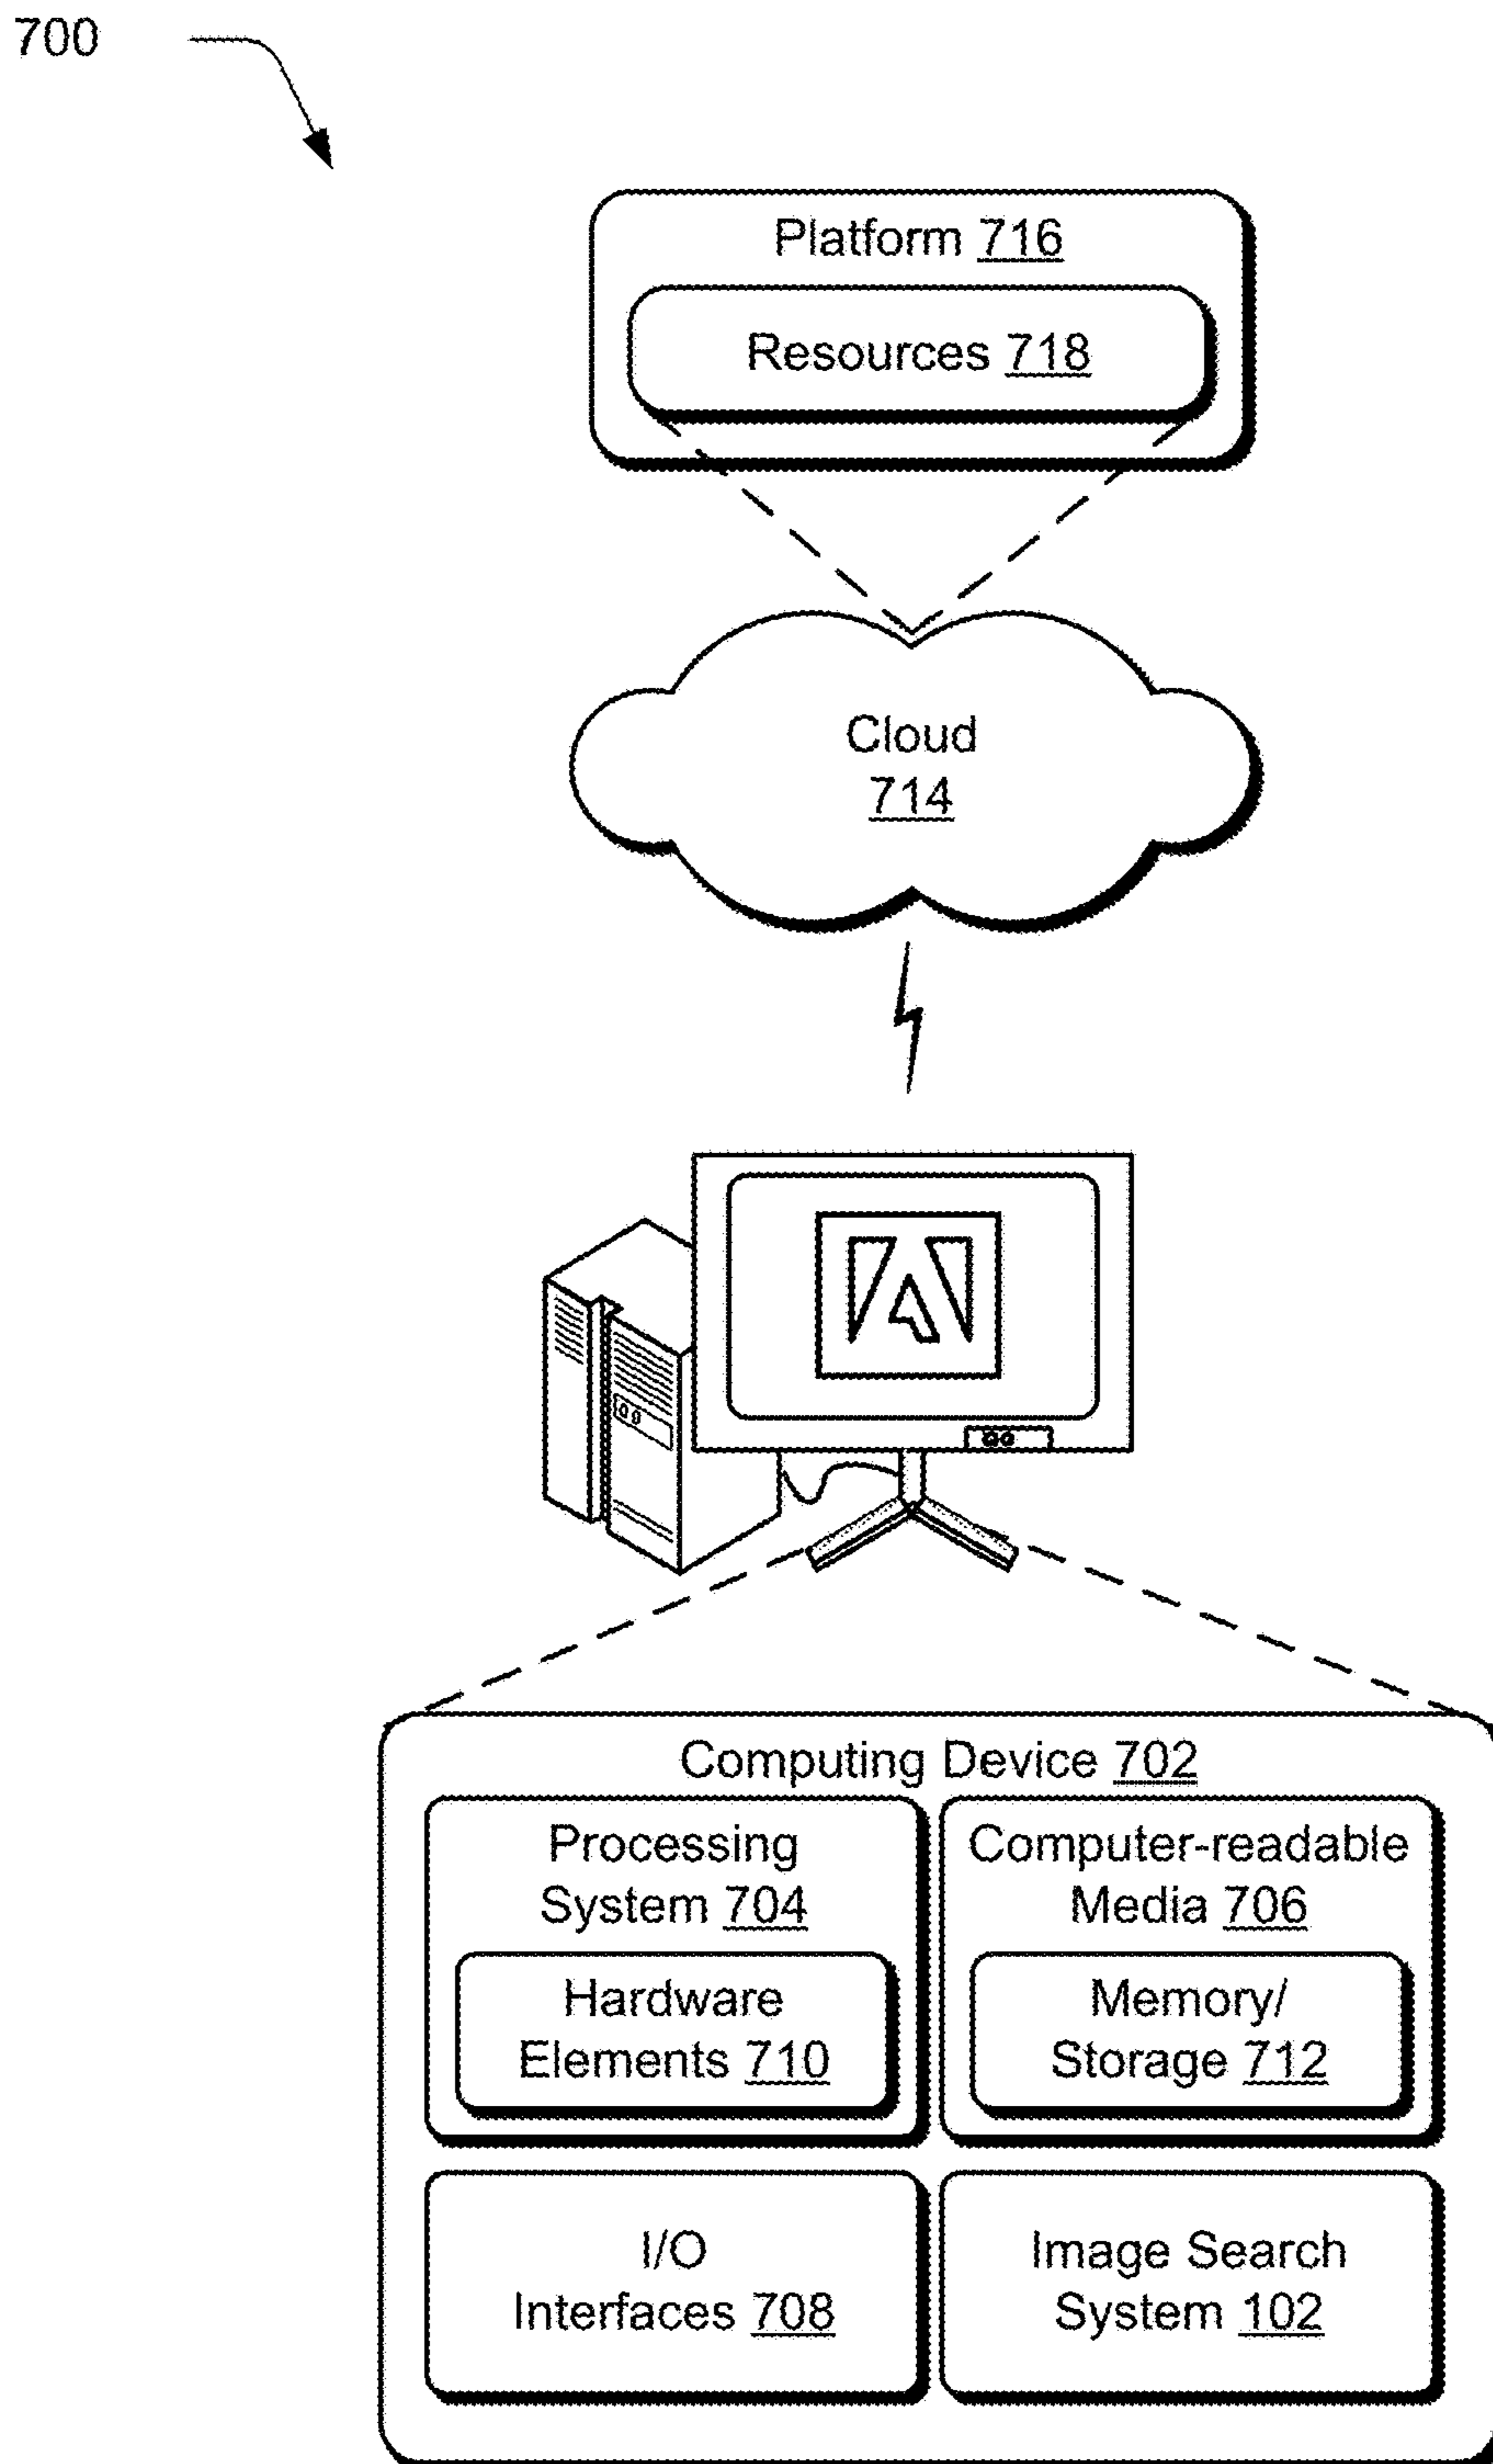 700
Platform 716
Resources 718
Cloud
714
Computing Device 702
Processing
System 704
Hardware
Elements 710
Computer-readable
Media 706
Memory/
Storage 712
I/O
Interfaces 708
Image Search
System 102